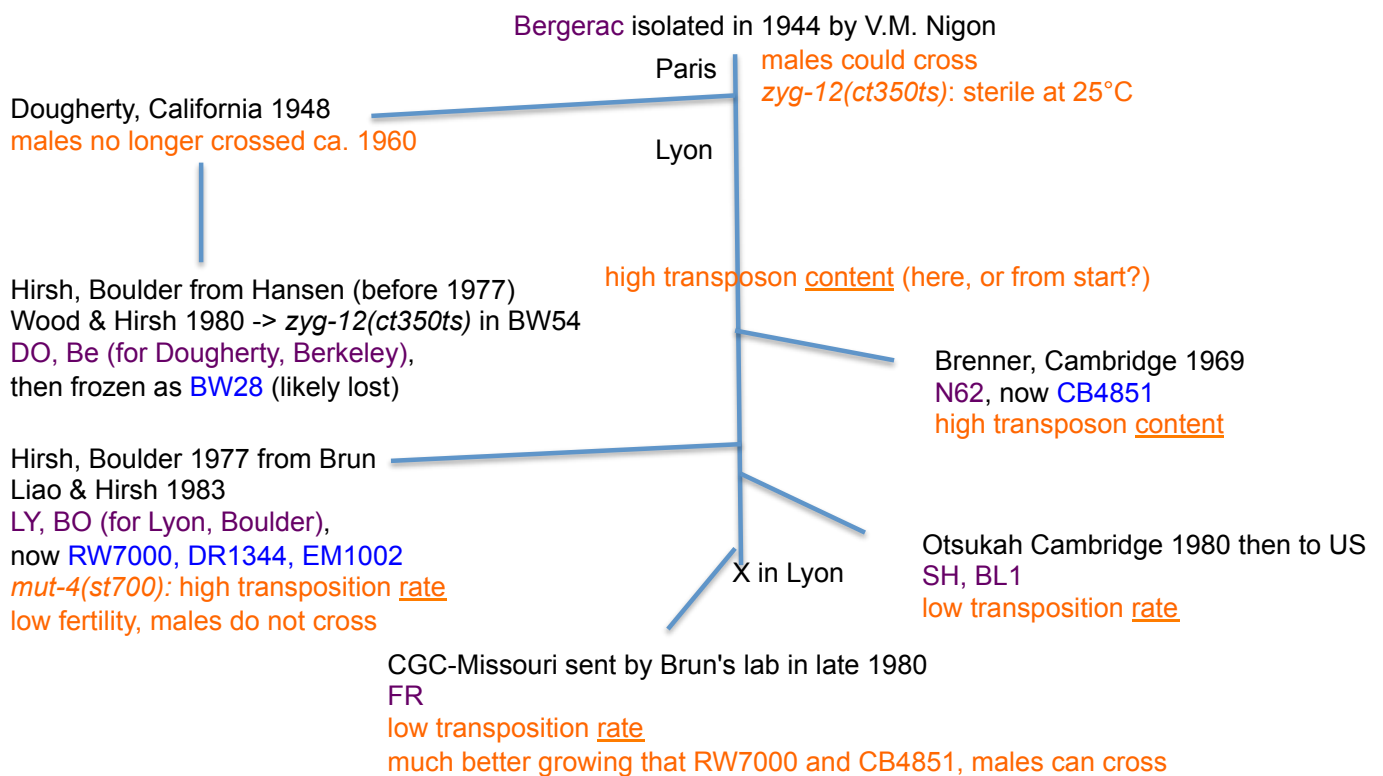 Bergerac isolated in 1944 by V.M. Nigon
Paris
males could cross
zyg-12(ct350ts): sterile at 25°C
Dougherty, California 1948
males no longer crossed ca. 1960
Lyon
high transposon content (here, or from start?)
Hirsh, Boulder from Hansen (before 1977)
Wood & Hirsh 1980 -> zyg-12(ct350ts) in BW54
DO, Be (for Dougherty, Berkeley),
then frozen as BW28 (likely lost)
Brenner, Cambridge 1969
N62, now CB4851
high transposon content
Hirsh, Boulder 1977 from Brun
Liao & Hirsh 1983
LY, BO (for Lyon, Boulder),
now RW7000, DR1344, EM1002
mut-4(st700): high transposition rate
low fertility, males do not cross
Otsukah Cambridge 1980 then to US
SH, BL1
low transposition rate
X in Lyon
CGC-Missouri sent by Brun's lab in late 1980
FR
low transposition rate
much better growing that RW7000 and CB4851, males can cross